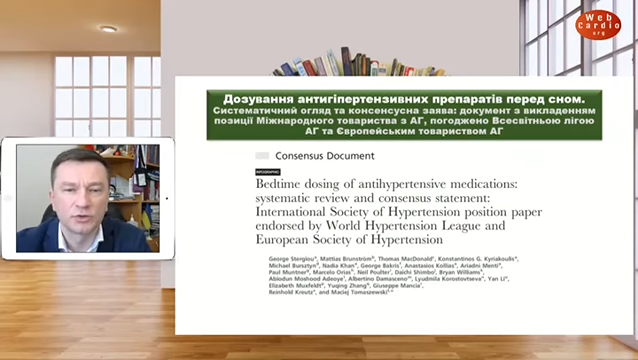 Web
Cardio
org
Дозування антигіпертензивних препаратів перед сном.
Систематичний огляд та консенсусна заява: документ з викладенням
позиції Міжнародного товариства з АГ, погоджено Всесвітньою лігою
АГ та Європейським товариством АГ
Consensus Document
Bedtime dosing of antihypertensive medications:
systematic review and consensus statement:
International Society of Hypertension position paper
endorsed by World Hypertension League and
European Society of Hypertension
George Stergiou, Mattias Brunström, Thomas MacDonald, Konstantinos G. Kyriakoulis,
Michael Bursztyn, Nadia Khan, George Bakris, Anastasios Kollias, Ariadni Menti,
Paul Muntner, Marcelo Orias, Neil Poulter, Daichi Shimbo, Bryan Williams,
Abiodun Moshood Adeoye, Albertino Damasceno, Lyudmila Korostovtseva, Yan Li,
Elizabeth Muxfeldt, Yuqing Zhang, Giuseppe Mancia,
Reinhold Kreutz, and Maciej Tomaszewski